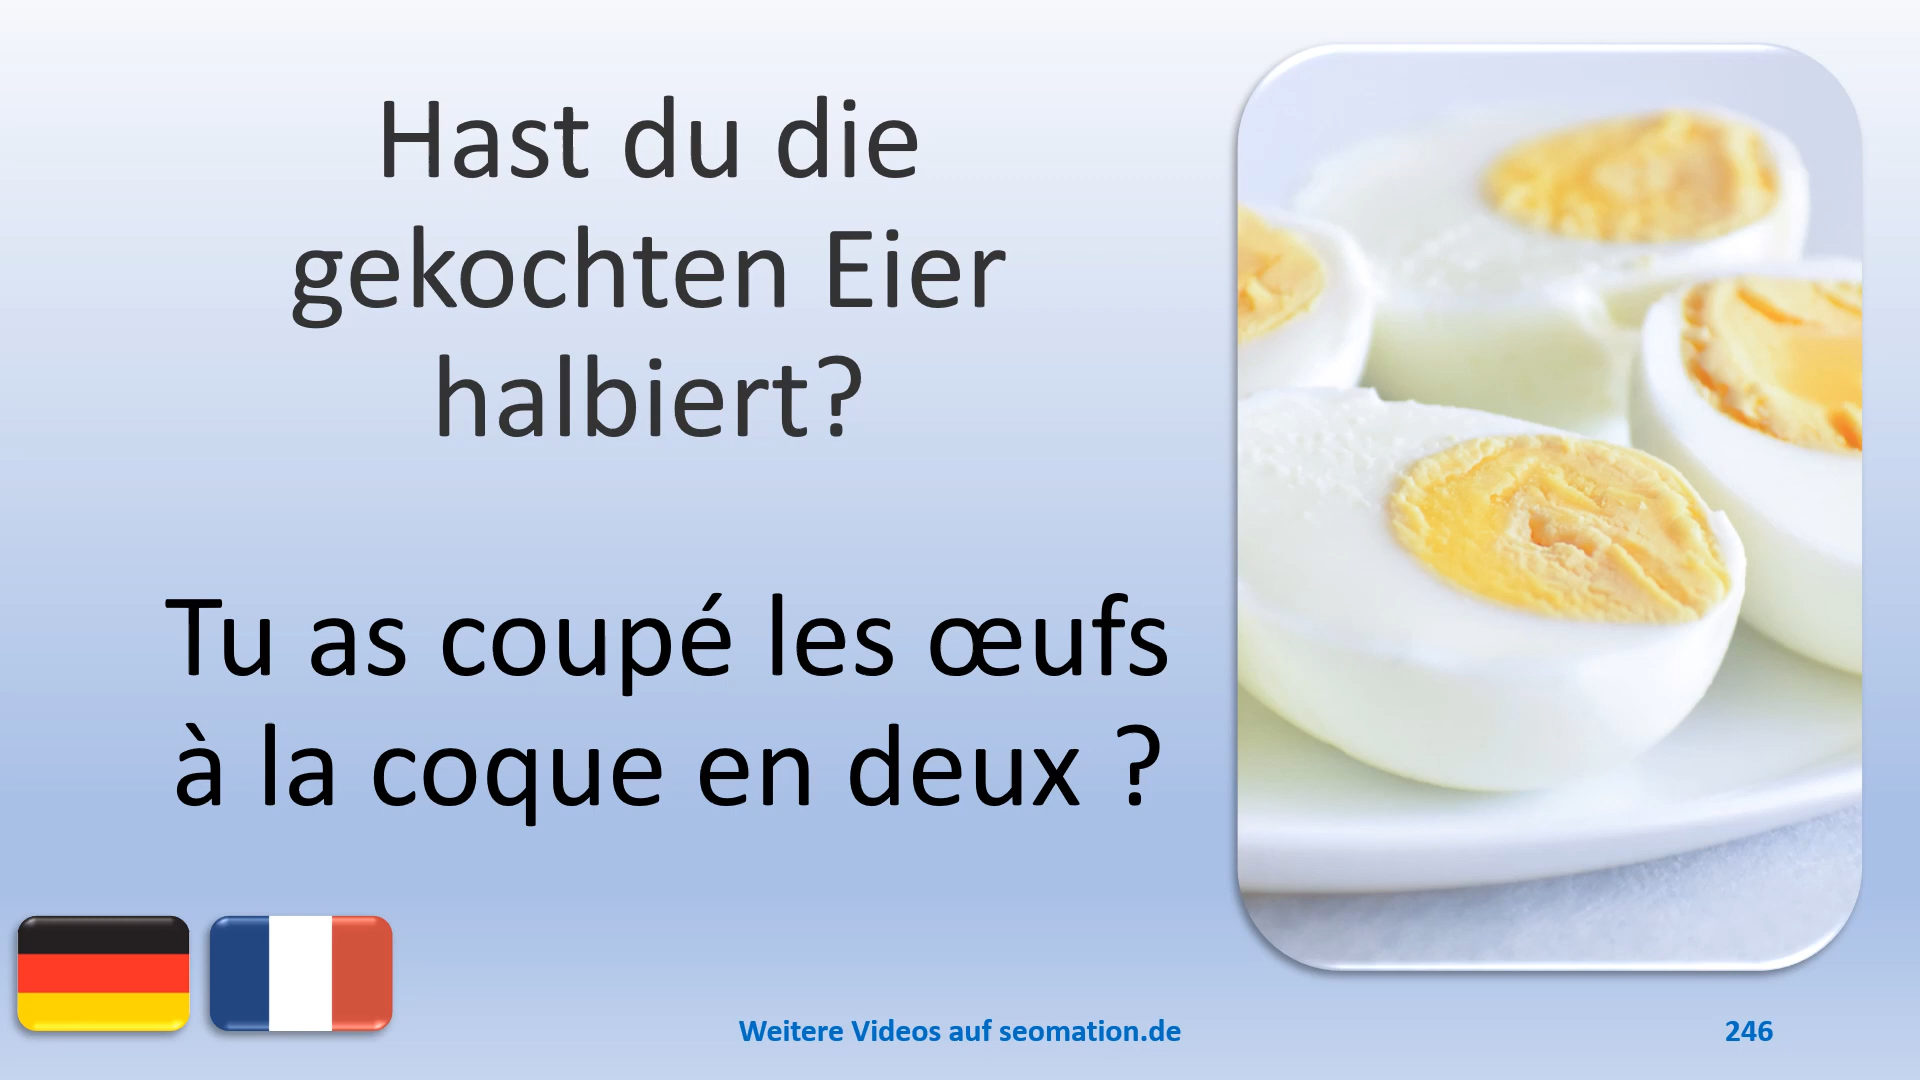 Hast du die
gekochten Eier
halbiert?
Tu as coupé les œufs
à la coque en deux ?
Weitere Videos auf seomation.de
246